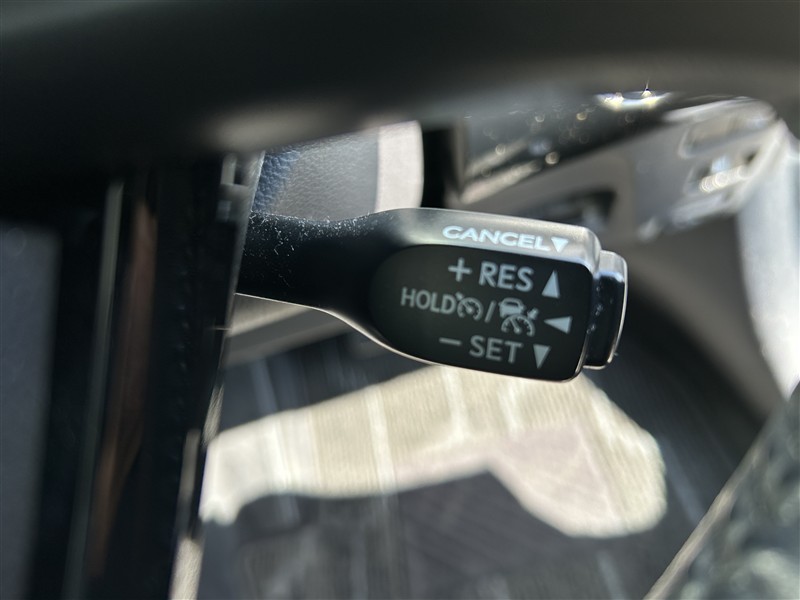 CANCEL▼
+ RES ▲
HOLD / ◀
− SET ▼